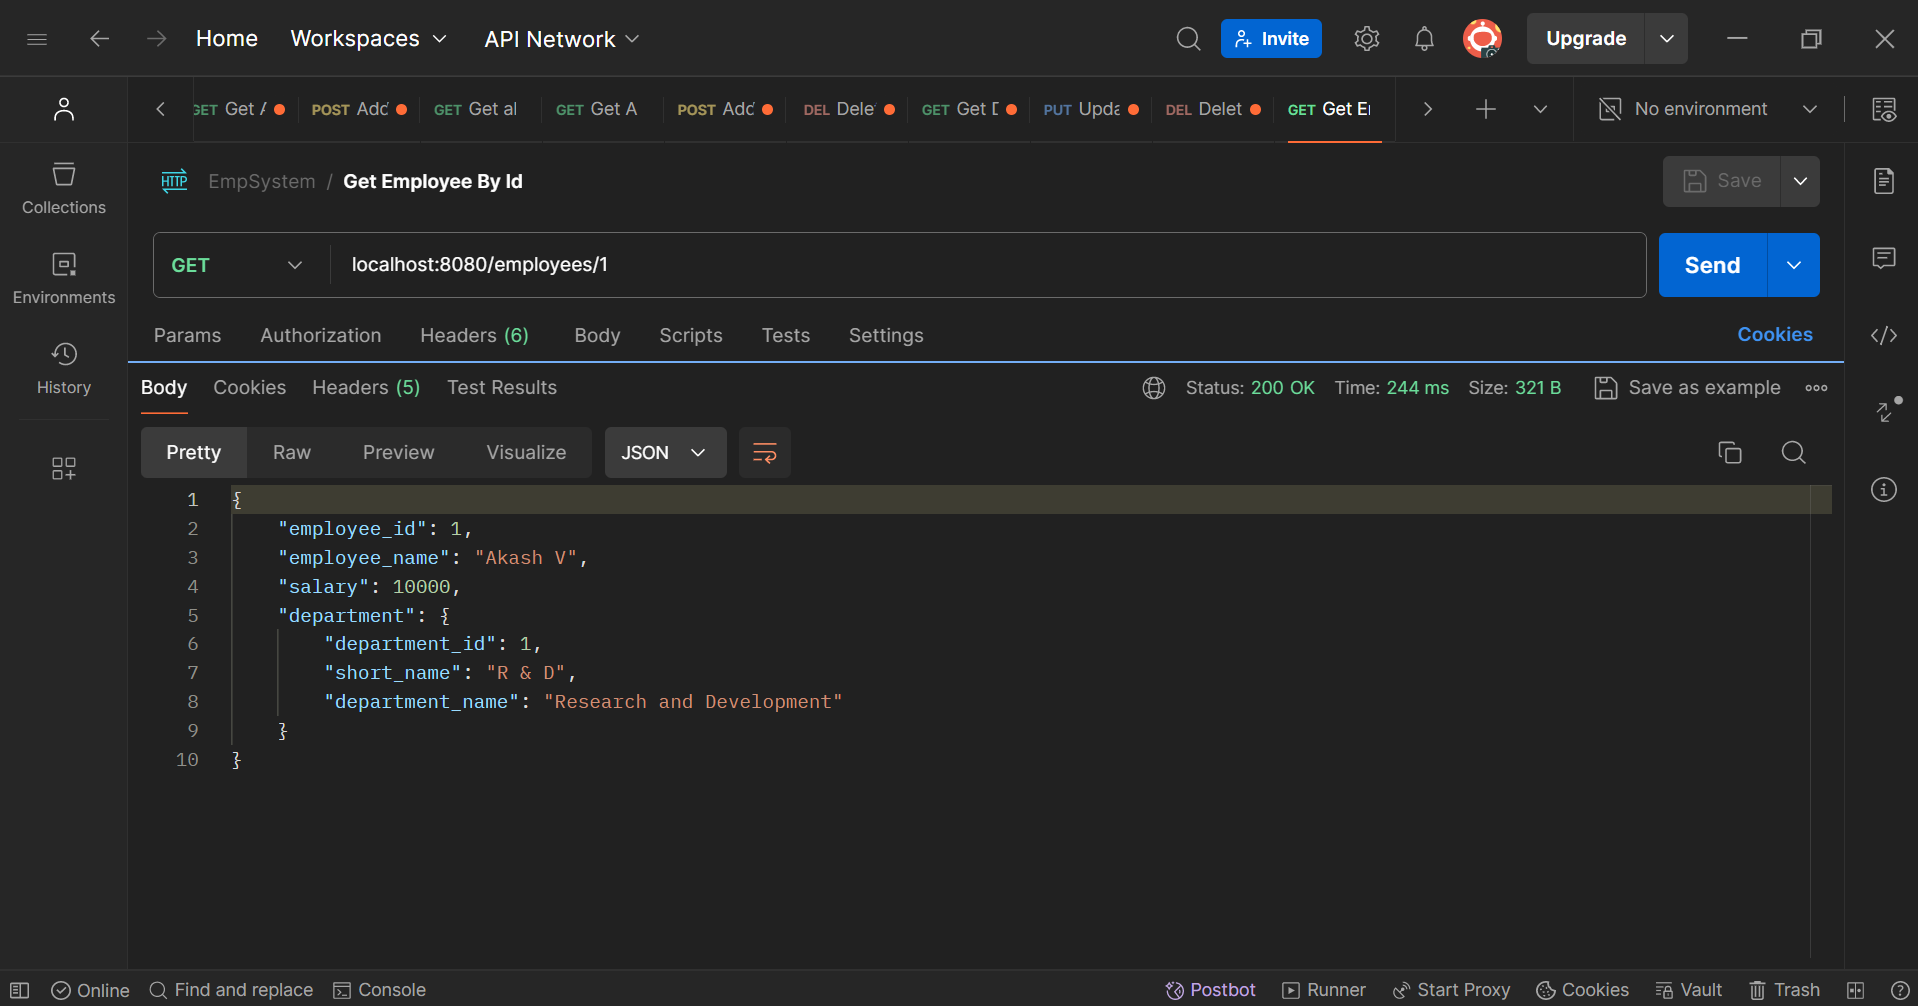 Home Workspaces API Network Invite Upgrade
GET Get POST Add GET Get al GET Get A POST Add DEL Dele GET Get PUT Upda DEL Delet GET Get No environment
HTTP EmpSystem / Get Employee By Id Save
Collections
GET localhost:8080/employees/1 Send
Environments
Params Authorization Headers (6) Body Scripts Tests Settings Cookies
History
Body Cookies Headers (5) Test Results Status: 200 OK Time: 244 ms Size: 321 B Save as example
Pretty Raw Preview Visualize JSON
1 {
2 "employee_id": 1,
3 "employee_name": "Akash V",
4 "salary": 10000,
5 "department": {
6 "department_id": 1,
7 "short_name": "R & D",
8 "department_name": "Research and Development"
9 }
10 }
Online Find and replace Console Postbot Runner Start Proxy Cookies Vault Trash